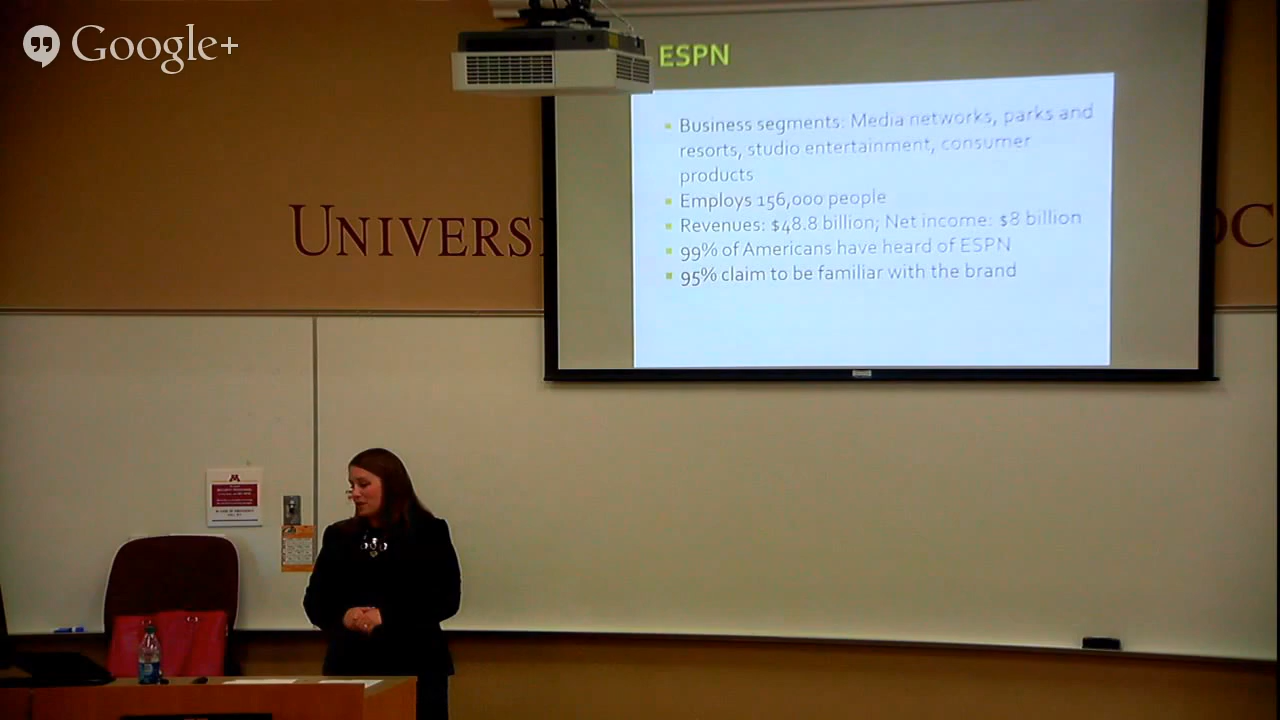 Google+
ESPN
Business segments: Media networks, parks and
resorts, studio entertainment, consumer
products
Employs 156,000 people
Revenues: $48.8 billion; Net income: $8 billion
99% of Americans have heard of ESPN
95% claim to be familiar with the brand